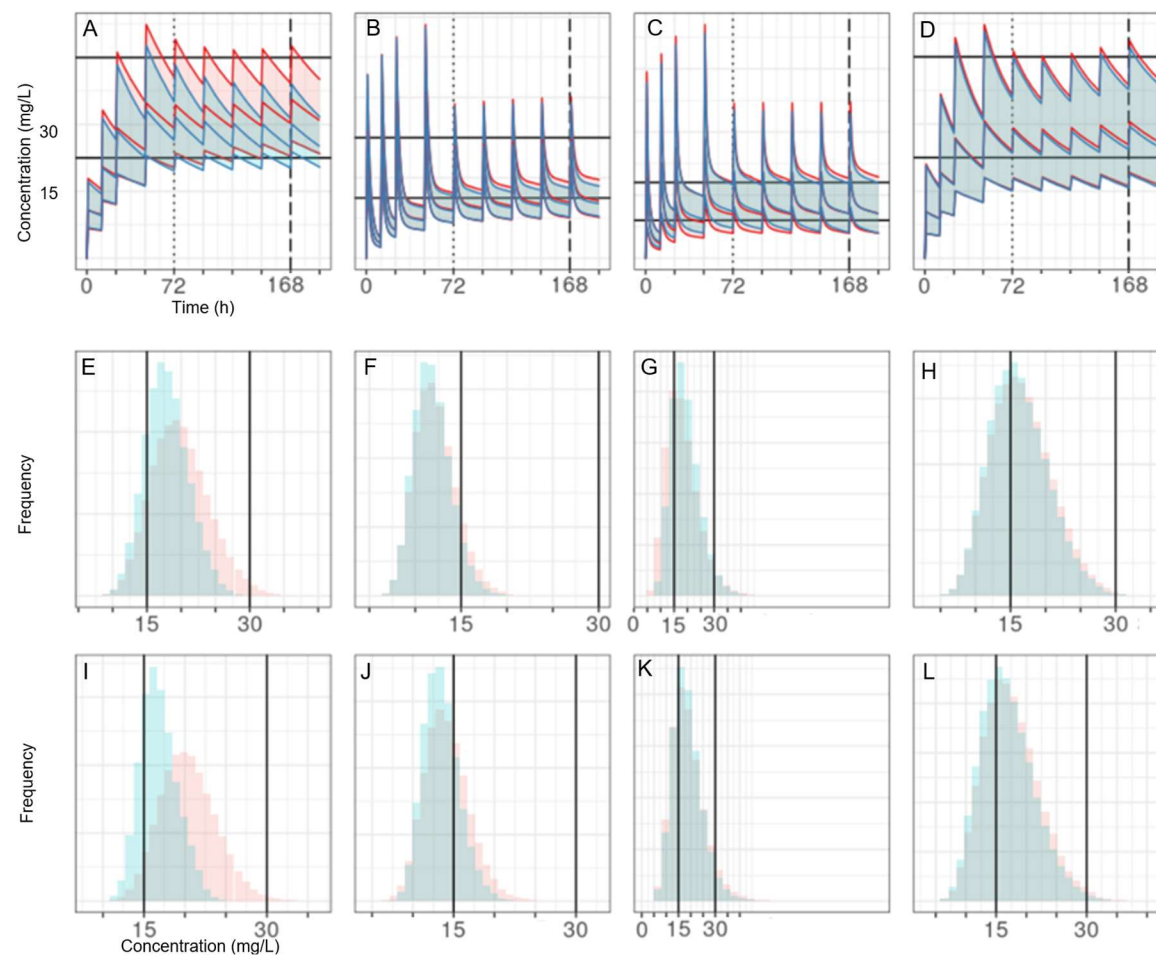 A B C D
Concentration (mg/L)
30
15
0 72 168 0 72 168 0 72 168 0 72 168
Time (h)
E F G H
Frequency
15 30 15 30 0 15 30 15 30
I J K L
Frequency
15 30 15 30 0 15 30 15 30
Concentration (mg/L)